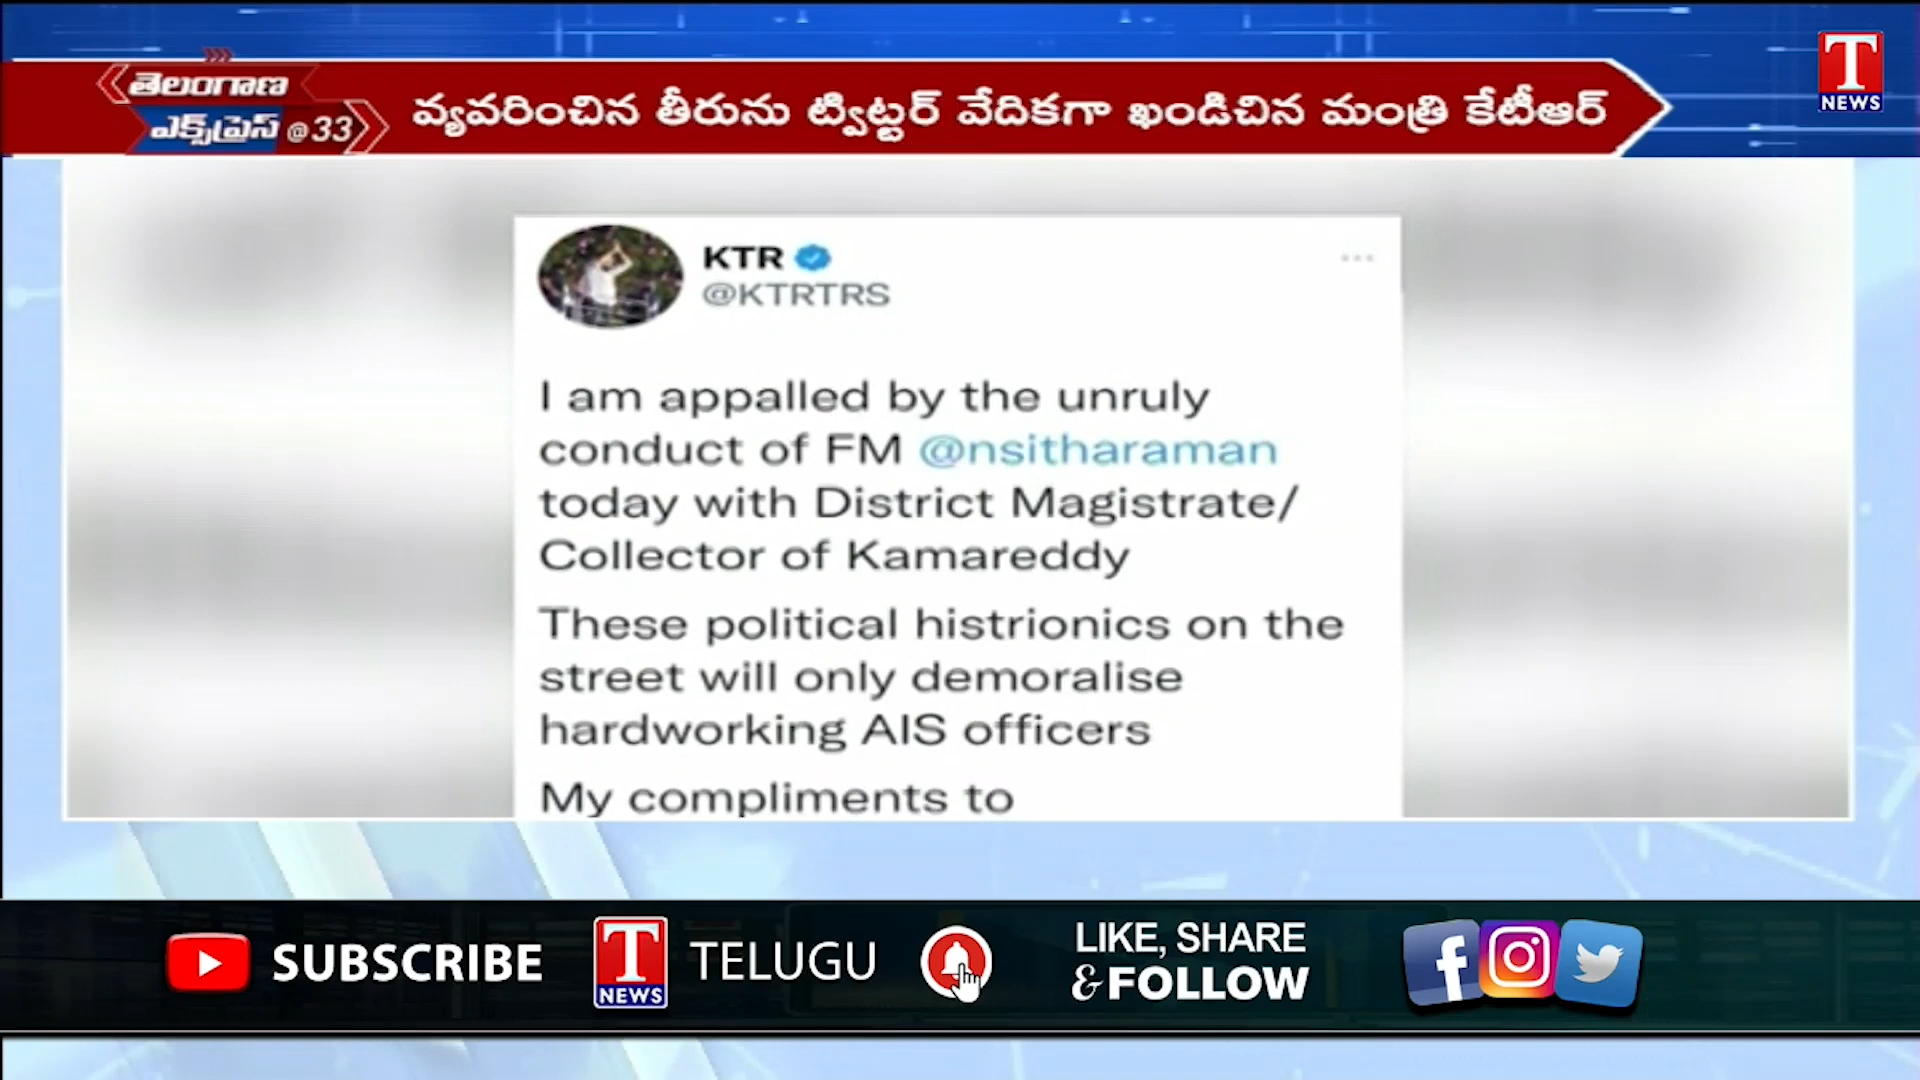 తెలంగాణ
ఎక్స్‌ప్రెస్ @ 33
వ్యవరించిన తీరును ట్విట్టర్ వేదికగా ఖండిచిన మంత్రి కేటీఆర్
T
NEWS
KTR
@KTRTRS
I am appalled by the unruly
conduct of FM @nsitharaman
today with District Magistrate/
Collector of Kamareddy
These political histrionics on the
street will only demoralise
hardworking AIS officers
My compliments to
SUBSCRIBE
T
NEWS
TELUGU
LIKE, SHARE
& FOLLOW